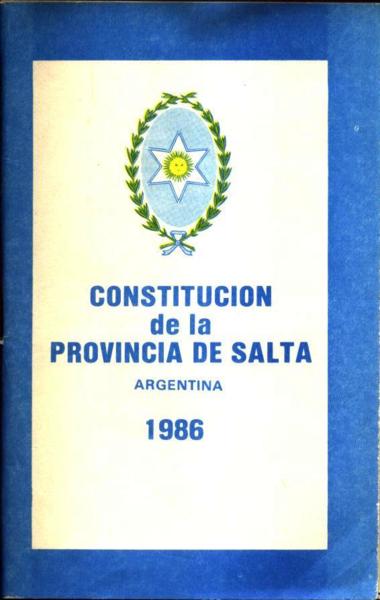 CONSTITUCION
de la
PROVINCIA DE SALTA
ARGENTINA
1986